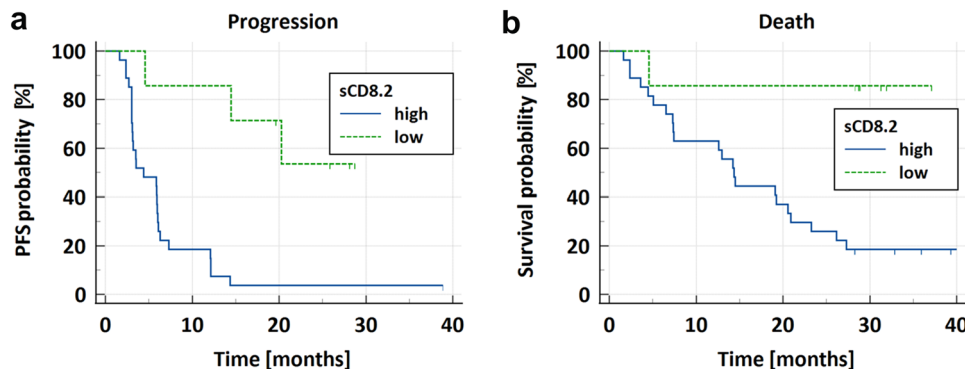 a
Progression
PFS probability [%]
100
80
60
40
20
0
sCD8.2
high
low
0 10 20 30 40
Time [months]
b
Death
Survival probability [%]
100
80
60
40
20
0
sCD8.2
high
low
0 10 20 30 40
Time [months]